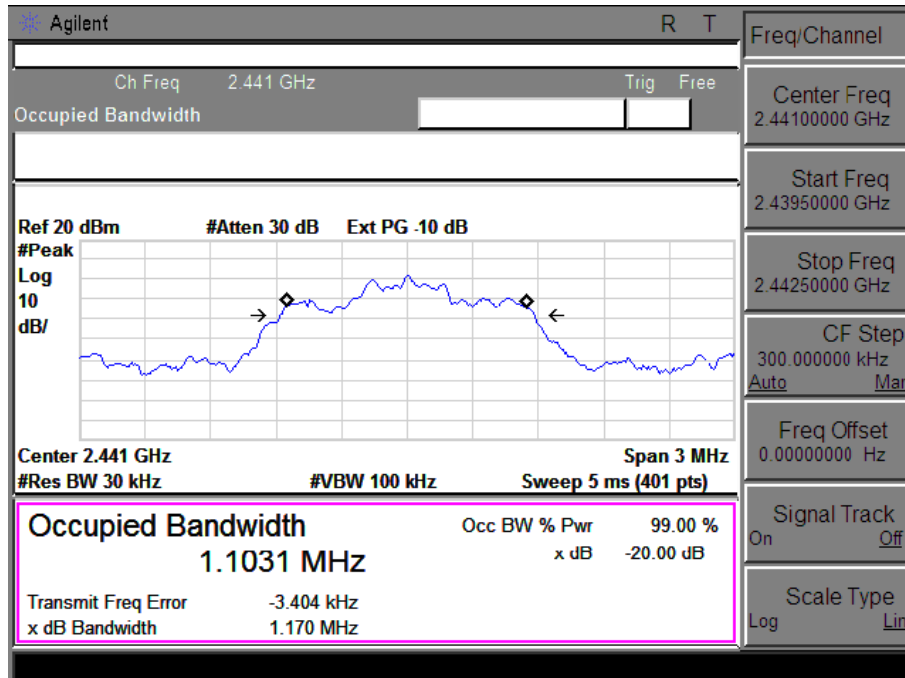 Agilent R T
Ch Freq 2.441 GHz Trig Free
Occupied Bandwidth
Ref 20 dBm #Atten 30 dB Ext PG -10 dB
#Peak
Log
10
dB/
Center 2.441 GHz Span 3 MHz
#Res BW 30 kHz #VBW 100 kHz Sweep 5 ms (401 pts)
Occupied Bandwidth Occ BW % Pwr 99.00 %
1.1031 MHz x dB -20.00 dB
Transmit Freq Error -3.404 kHz
x dB Bandwidth 1.170 MHz
Freq/Channel
Center Freq
2.44100000 GHz
Start Freq
2.43950000 GHz
Stop Freq
2.44250000 GHz
CF Step
300.000000 kHz
Auto Man
Freq Offset
0.00000000 Hz
Signal Track
On Off
Scale Type
Log Lin